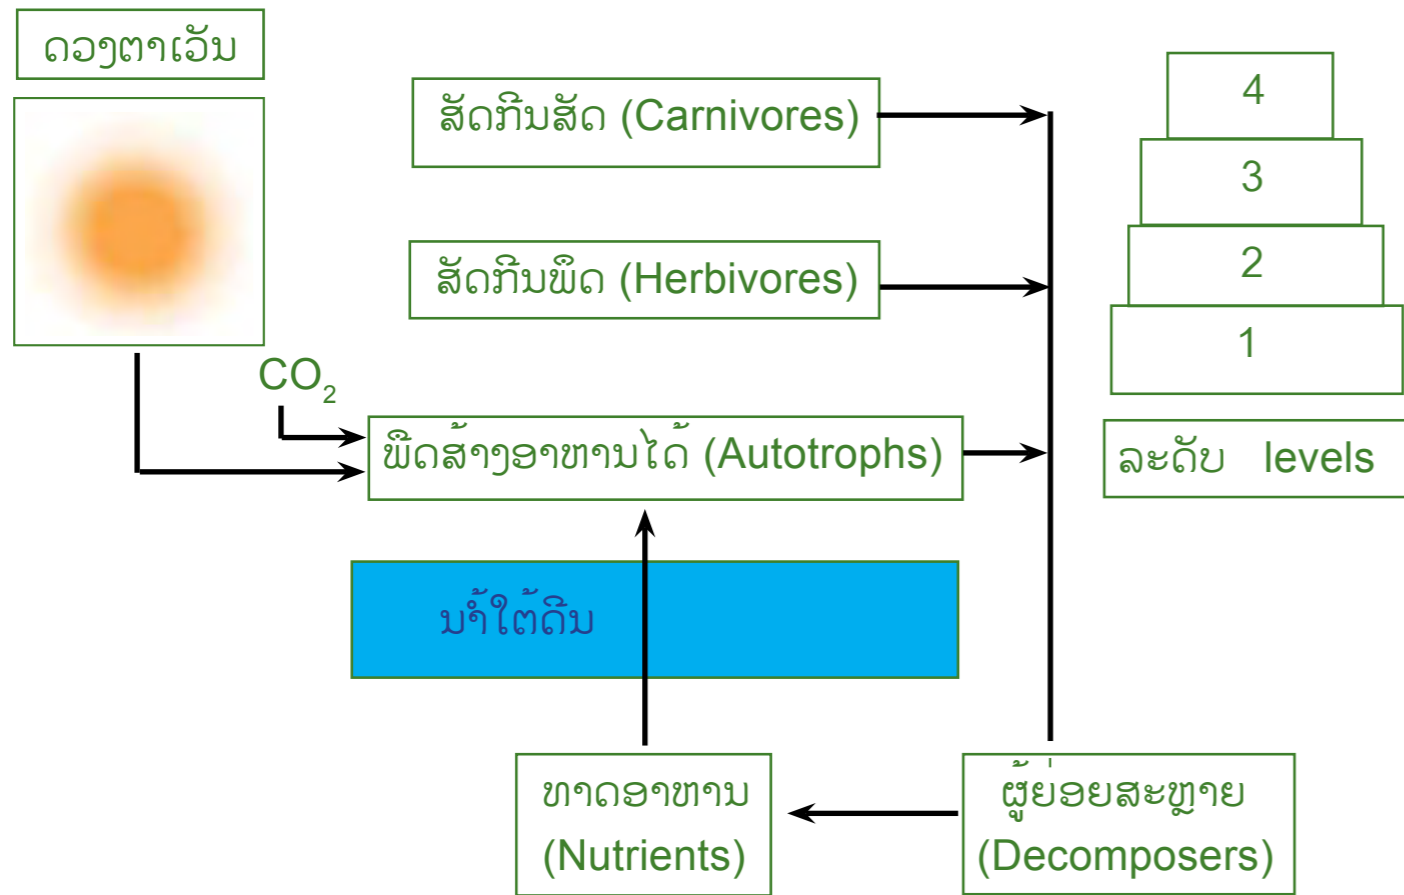 ດວງຕາເວັນ
ສັດກິນສັດ (Carnivores)
4
3
ສັດກິນພຶດ (Herbivores)
2
1
CO₂
ພືດສ້າງອາຫານໄດ້ (Autotrophs)
ລະດັບ levels
ນໍ້າໃຕ້ດິນ
ທາດອາຫານ
(Nutrients)
ຜູ້ຍ່ອຍສະຫຼາຍ
(Decomposers)